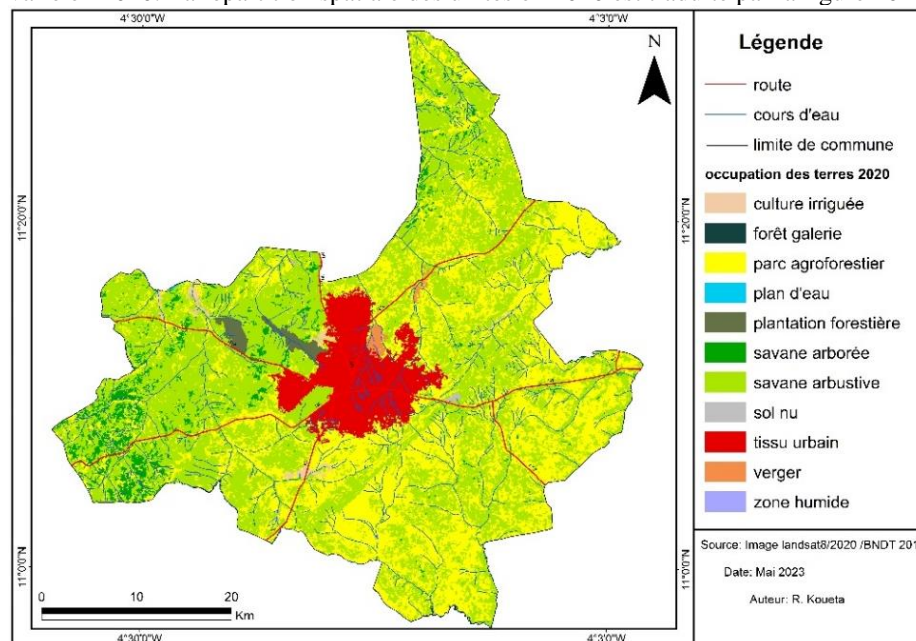 4°30'0"W
4°3'0"W
N
11°20'0"N
11°20'0"N
11°0'0"N
11°0'0"N
0 10 20
Km
4°30'0"W
4°3'0"W
Légende
route
cours d'eau
limite de commune
occupation des terres 2020
culture irriguée
forêt galerie
parc agroforestier
plan d'eau
plantation forestière
savane arborée
savane arbustive
sol nu
tissu urbain
verger
zone humide
Source: Image landsat8/2020 /BNDT 201
Date: Mai 2023
Auteur: R. Koueta